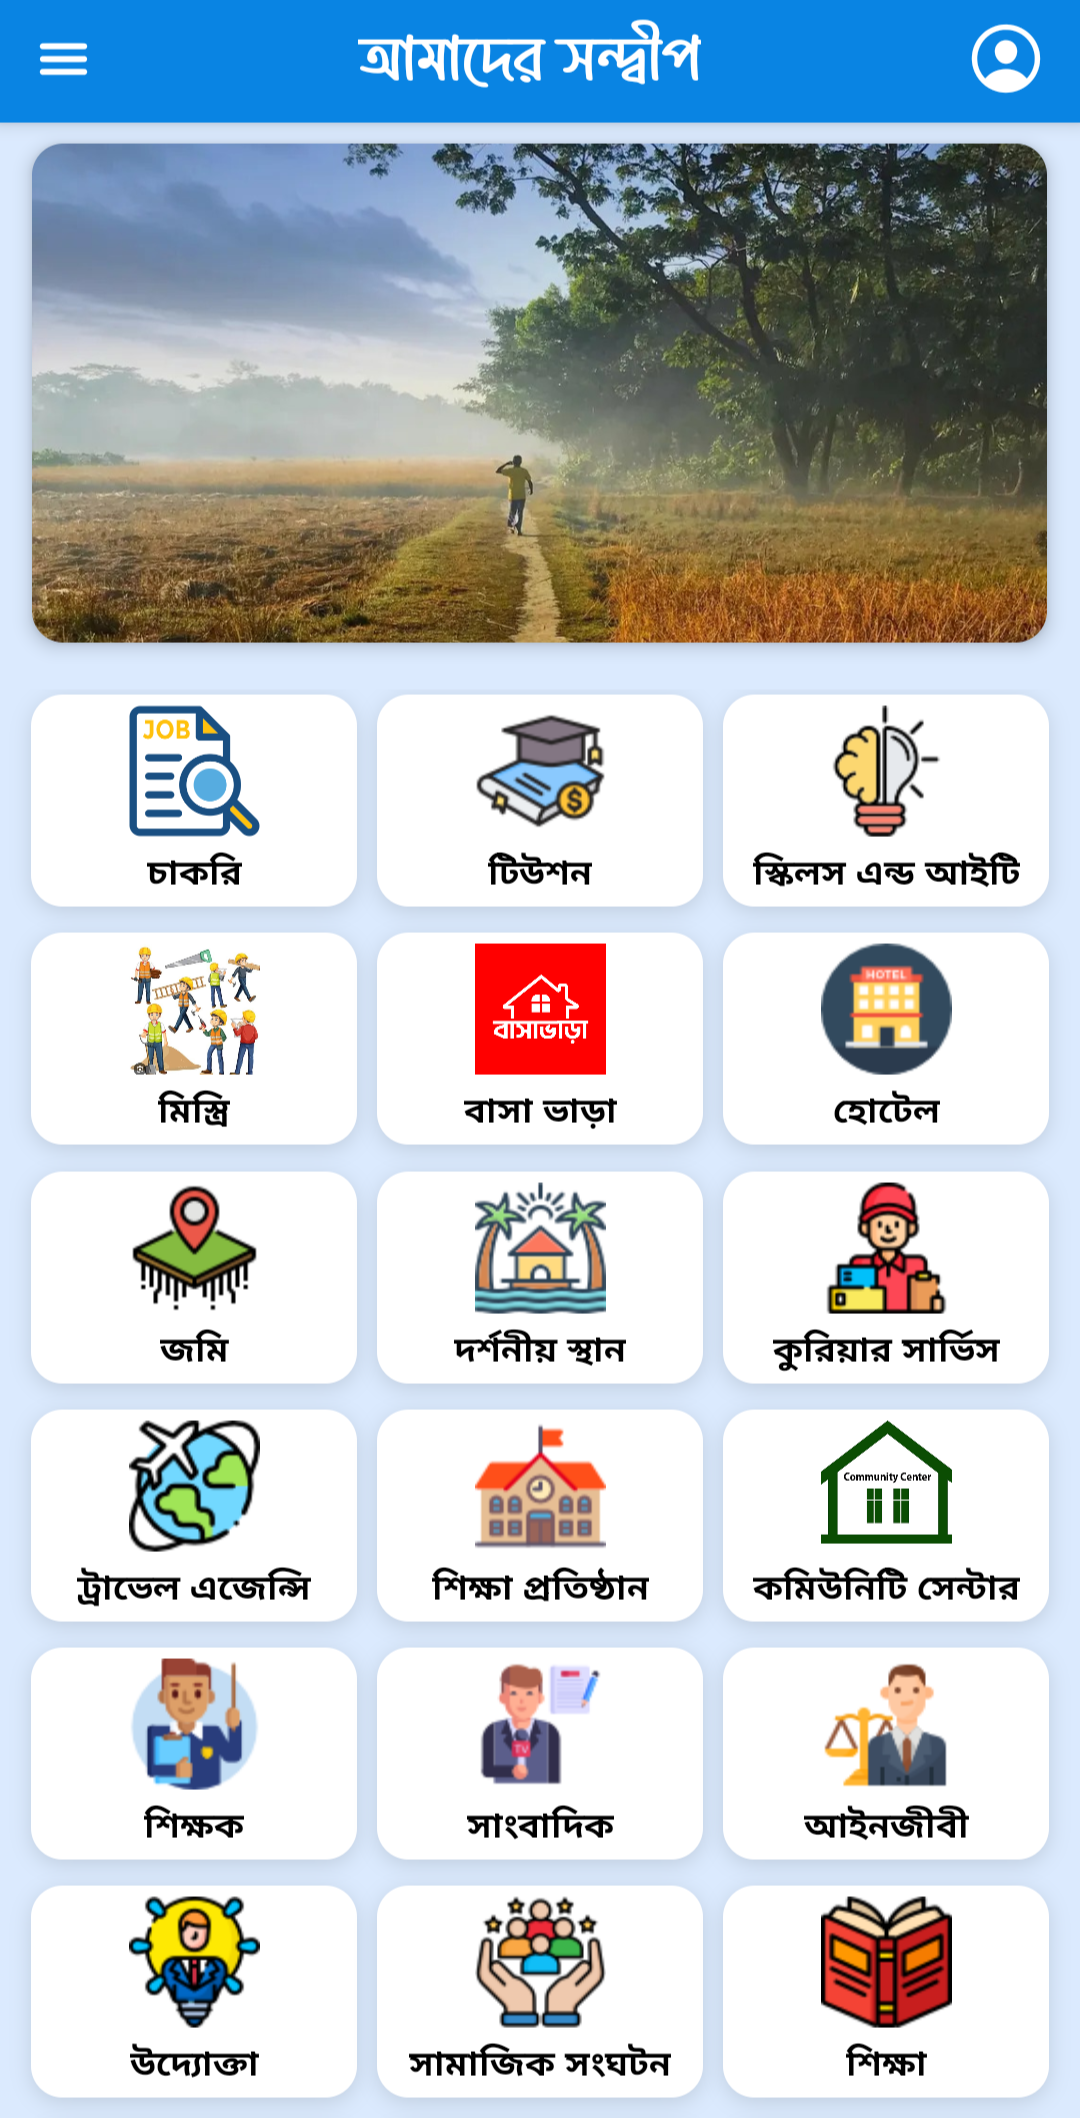 আমাদের সন্দ্বীপ
JOB
চাকরি
টিউশন
স্কিলস এন্ড আইটি
মিস্ত্রি
বাসাভাড়া
বাসা ভাড়া
HOTEL
হোটেল
জমি
দর্শনীয় স্থান
কুরিয়ার সার্ভিস
ট্রাভেল এজেন্সি
শিক্ষা প্রতিষ্ঠান
Community Center
কমিউনিটি সেন্টার
শিক্ষক
TV
সাংবাদিক
আইনজীবী
উদ্যোক্তা
সামাজিক সংঘটন
শিক্ষা